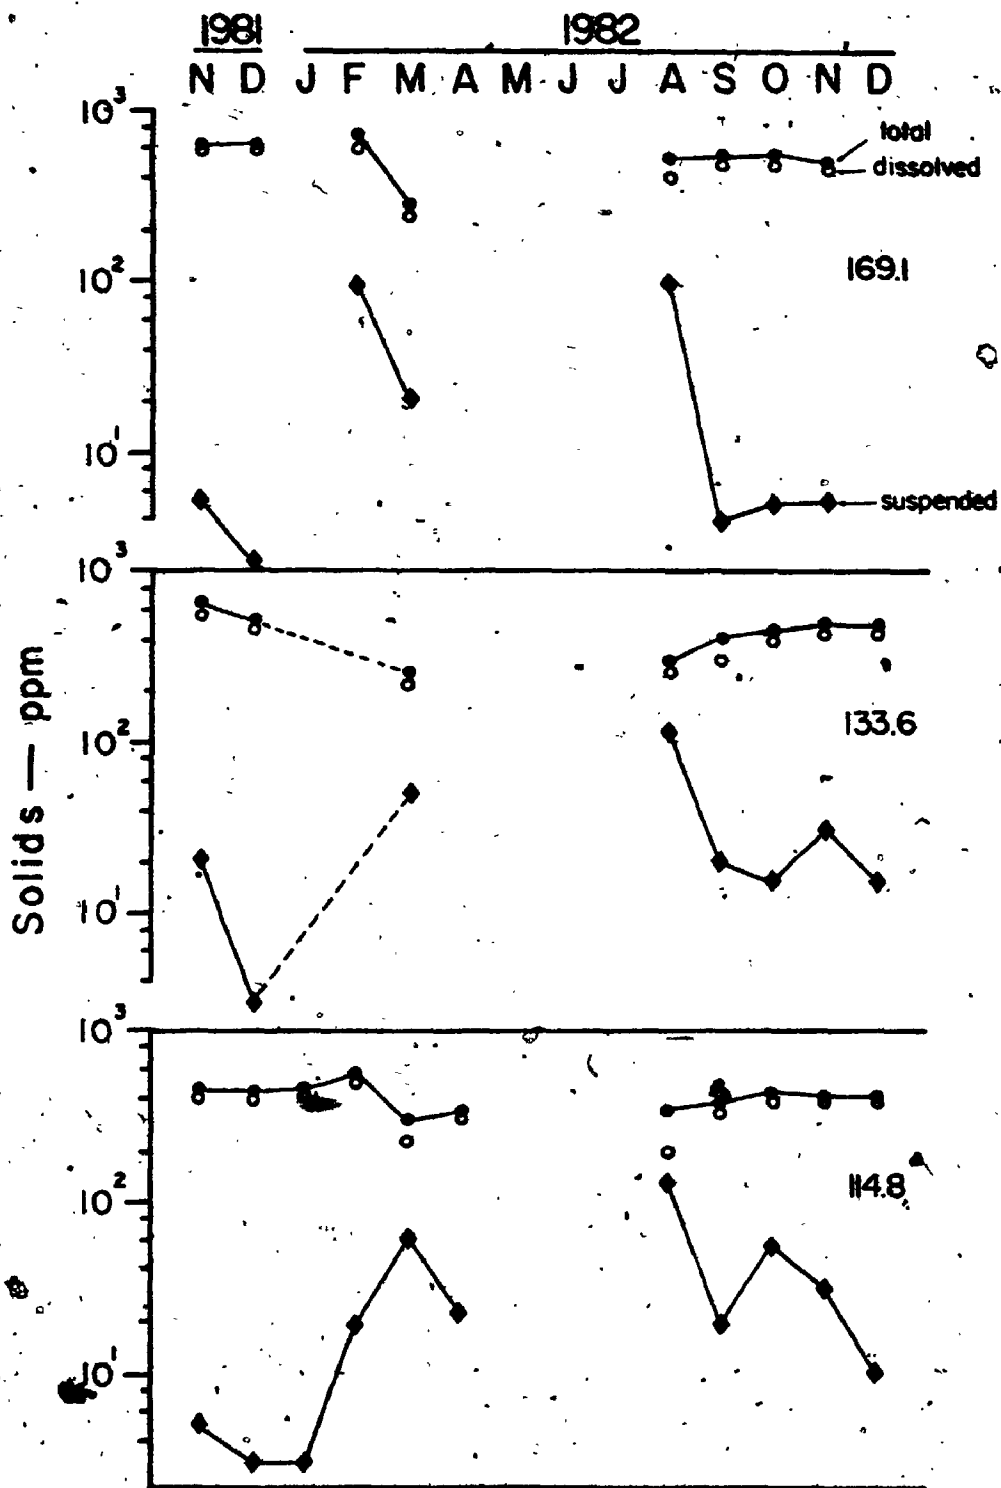 1981 1982
N D J F M A M J J A S O N D
10³
total
dissolved
10²
169.1
10¹
suspended
10³
Solids — ppm
10²
133.6
10¹
10³
10²
114.8
10¹